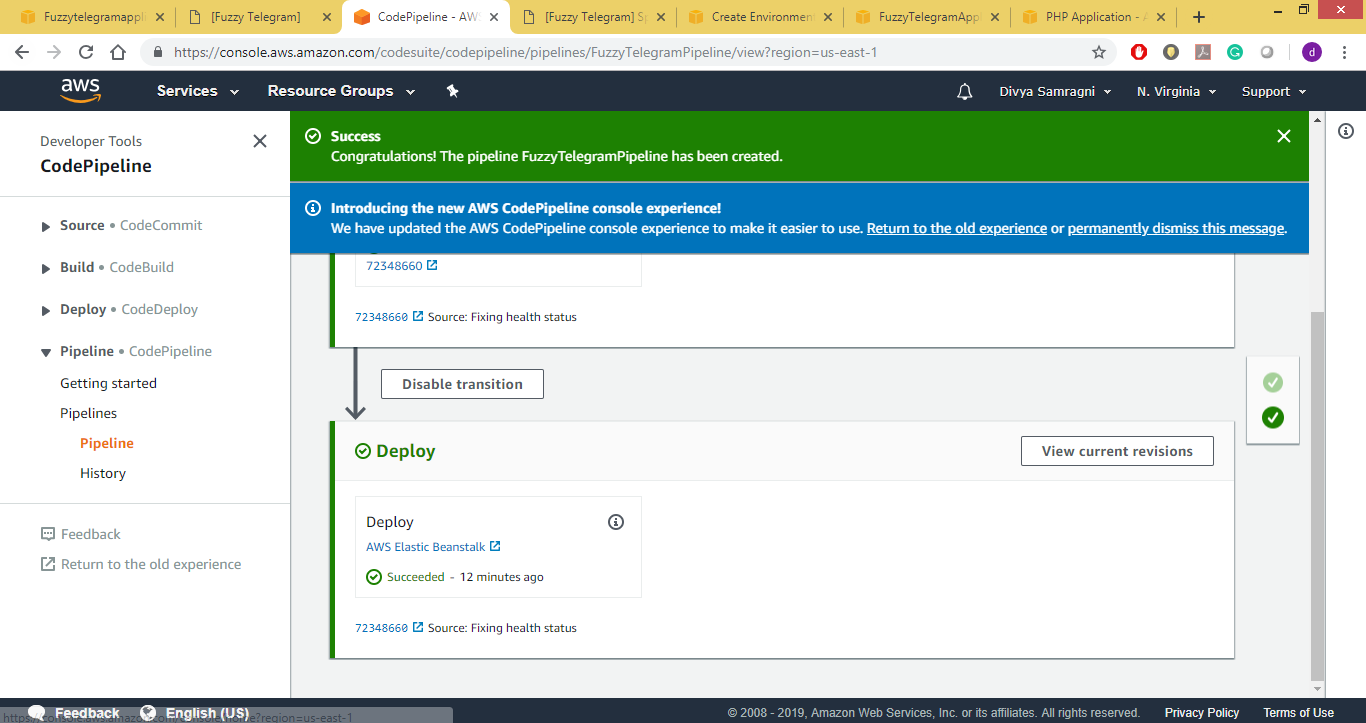 Fuzzytelegramappli
[Fuzzy Telegram]
CodePipeline - AWS
[Fuzzy Telegram] Sp
Create Environment
FuzzyTelegramAppl
PHP Application - A
https://console.aws.amazon.com/codesuite/codepipeline/pipelines/FuzzyTelegramPipeline/view?region=us-east-1
d
aws
Services
Resource Groups
Divya Samragni
N. Virginia
Support
Developer Tools
CodePipeline
Source • CodeCommit
Build • CodeBuild
Deploy • CodeDeploy
Pipeline • CodePipeline
Getting started
Pipelines
Pipeline
History
Feedback
Return to the old experience
Success
Congratulations! The pipeline FuzzyTelegramPipeline has been created.
Introducing the new AWS CodePipeline console experience!
We have updated the AWS CodePipeline console experience to make it easier to use. Return to the old experience or permanently dismiss this message.
72348660
72348660 Source: Fixing health status
Disable transition
Deploy
View current revisions
Deploy
AWS Elastic Beanstalk
Succeeded - 12 minutes ago
72348660 Source: Fixing health status
Feedback
English (US)
© 2008 - 2019, Amazon Web Services, Inc. or its affiliates. All rights reserved.
Privacy Policy
Terms of Use